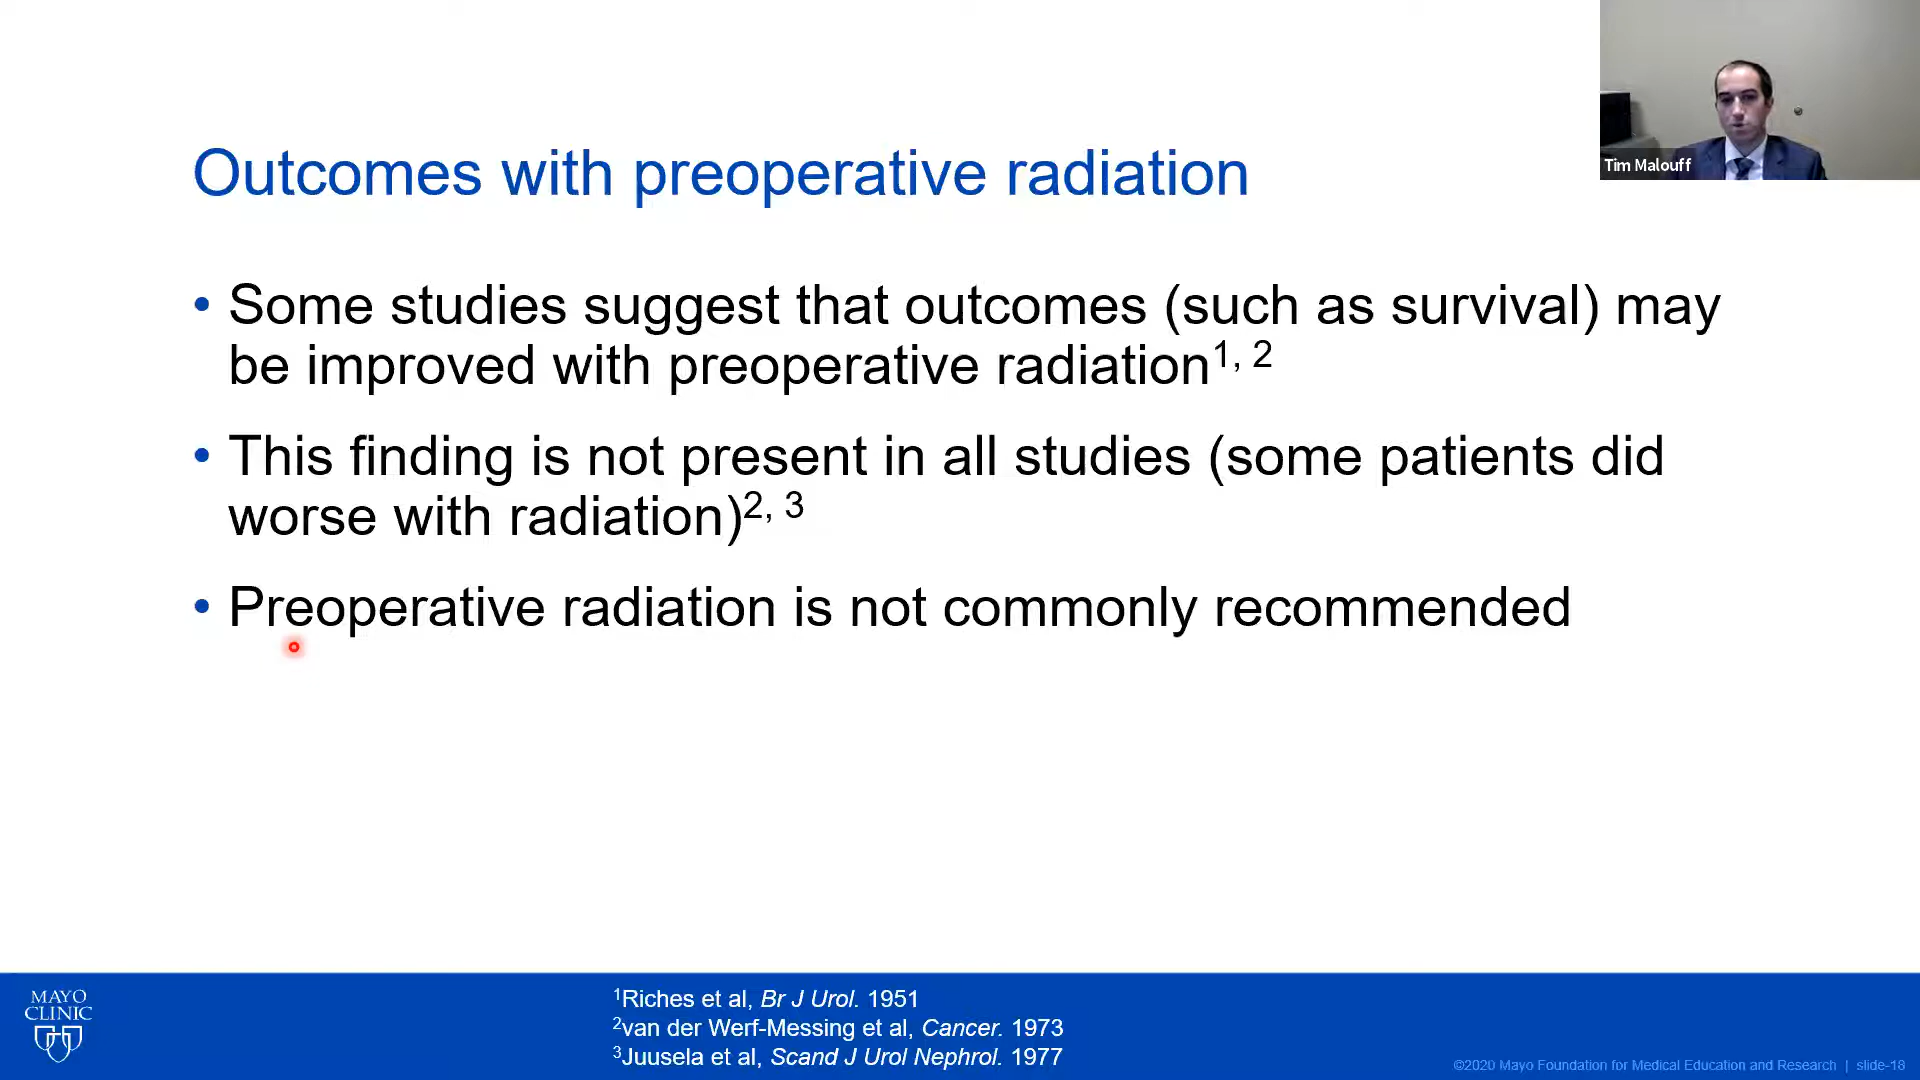 Tim Malouff
Outcomes with preoperative radiation
• Some studies suggest that outcomes (such as survival) may
be improved with preoperative radiation1, 2
• This finding is not present in all studies (some patients did
worse with radiation)2, 3
• Preoperative radiation is not commonly recommended
MAYO
CLINIC
1Riches et al, Br J Urol. 1951
2van der Werf-Messing et al, Cancer. 1973
3Juusela et al, Scand J Urol Nephrol. 1977
©2020 Mayo Foundation for Medical Education and Research | slide-18